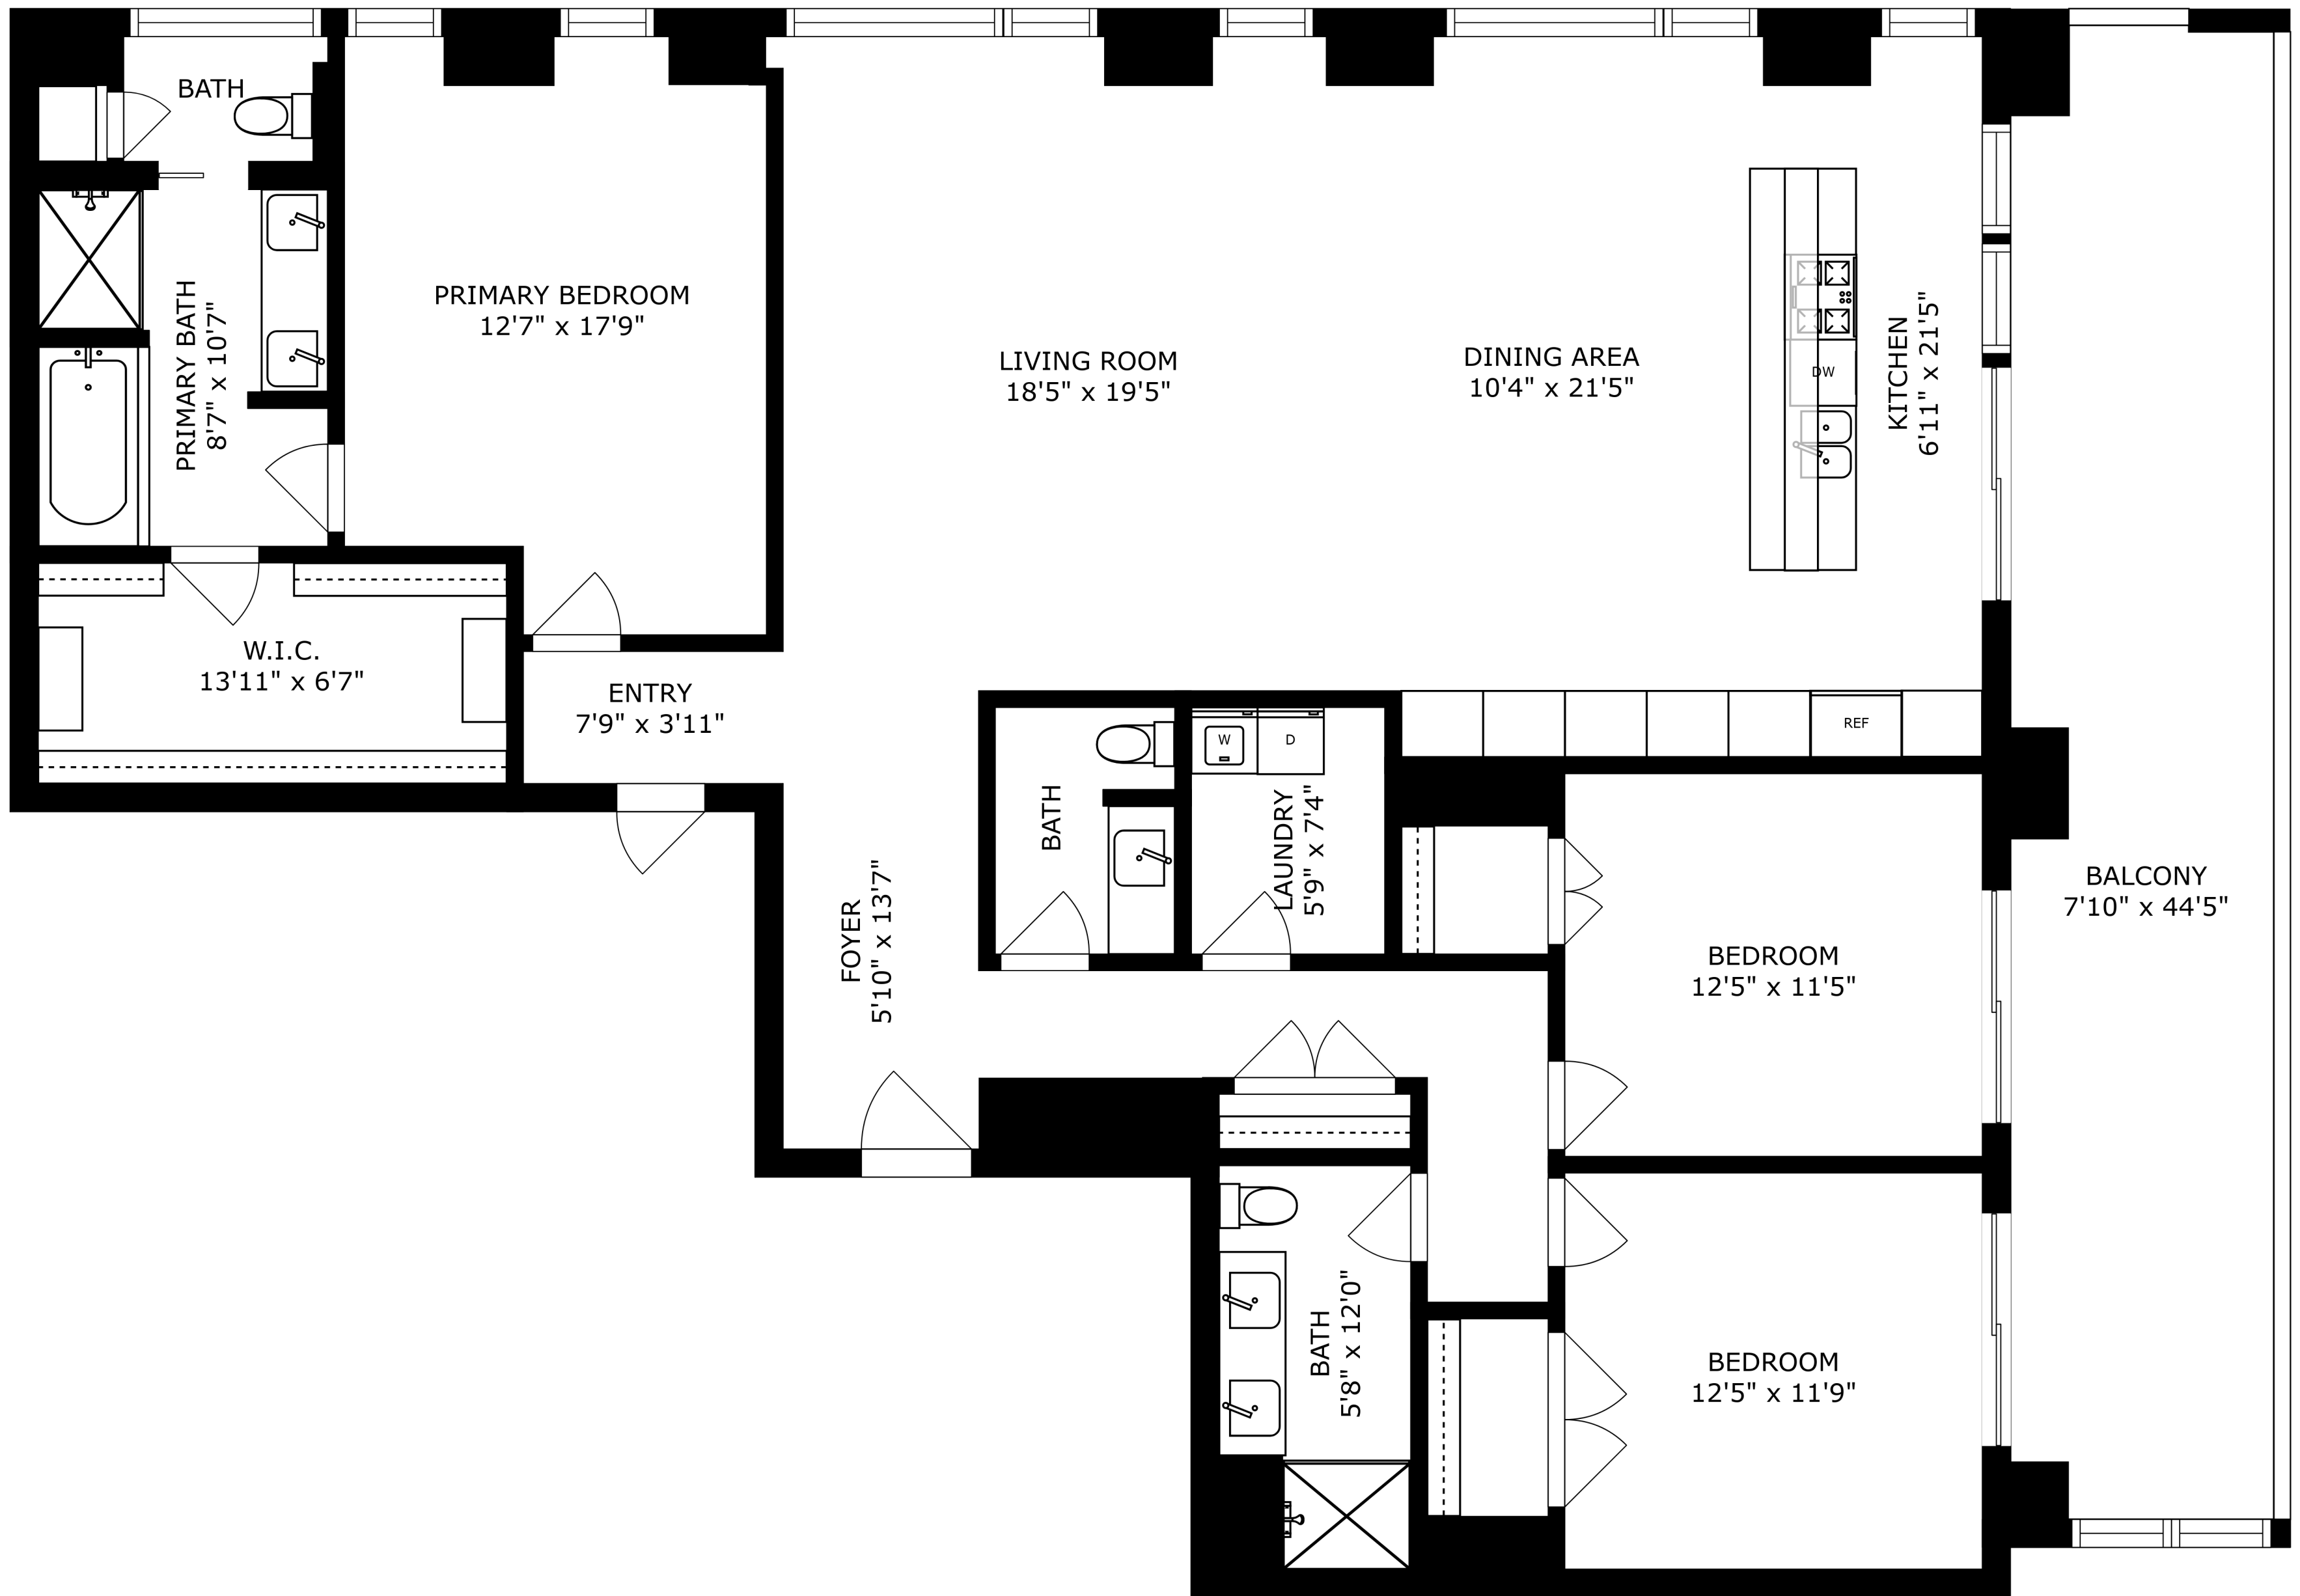 BATH
PRIMARY BATH
8'7" x 10'7"
PRIMARY BEDROOM
12'7" x 17'9"
LIVING ROOM
18'5" x 19'5"
DINING AREA
10'4" x 21'5"
DW
KITCHEN
6'11" x 21'5"
W.I.C.
13'11" x 6'7"
ENTRY
7'9" x 3'11"
FOYER
5'10" x 13'7"
BATH
W
D
LAUNDRY
5'9" x 7'4"
REF
BEDROOM
12'5" x 11'5"
BALCONY
7'10" x 44'5"
BATH
5'8" x 12'0"
BEDROOM
12'5" x 11'9"